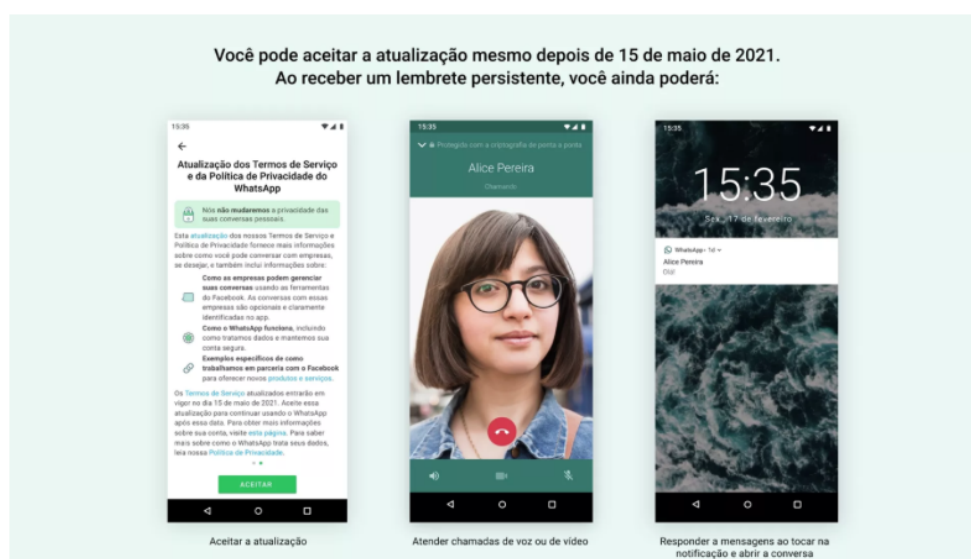 Você pode aceitar a atualização mesmo depois de 15 de maio de 2021.
Ao receber um lembrete persistente, você ainda poderá:
15:35
Atualização dos Termos de Serviço
e da Política de Privacidade do
WhatsApp
Nós não mudaremos a privacidade das
suas conversas pessoais.
Esta atualização dos nossos Termos de Serviço e
Política de Privacidade fornece mais informações
sobre como você pode conversar com empresas,
se desejar, e também inclui informações sobre:
Como as empresas podem gerenciar
suas conversas usando as ferramentas
do Facebook. As conversas com essas
empresas são opcionais e claramente
identificadas no app.
Como o WhatsApp funciona, incluindo
como tratamos dados e mantemos sua
conta segura.
Exemplos específicos de como
trabalhamos em parceria com o Facebook
para oferecer novos produtos e serviços.
Os Termos de Serviço atualizados entrarão em
vigor no dia 15 de maio de 2021. Aceite essa
atualização para continuar usando o WhatsApp
após essa data. Para obter mais informações
sobre sua conta, visite esta página. Para saber
mais sobre como o WhatsApp trata seus dados,
leia nossa Política de Privacidade.
ACEITAR
Aceitar a atualização
15:35
Protegida com a criptografia de ponta a ponta
Alice Pereira
Chamando
Atender chamadas de voz ou de vídeo
15:35
15:35
Sex, 17 de fevereiro
WhatsApp • 1d
Alice Pereira
Olá!
Responder a mensagens ao tocar na
notificação e abrir a conversa